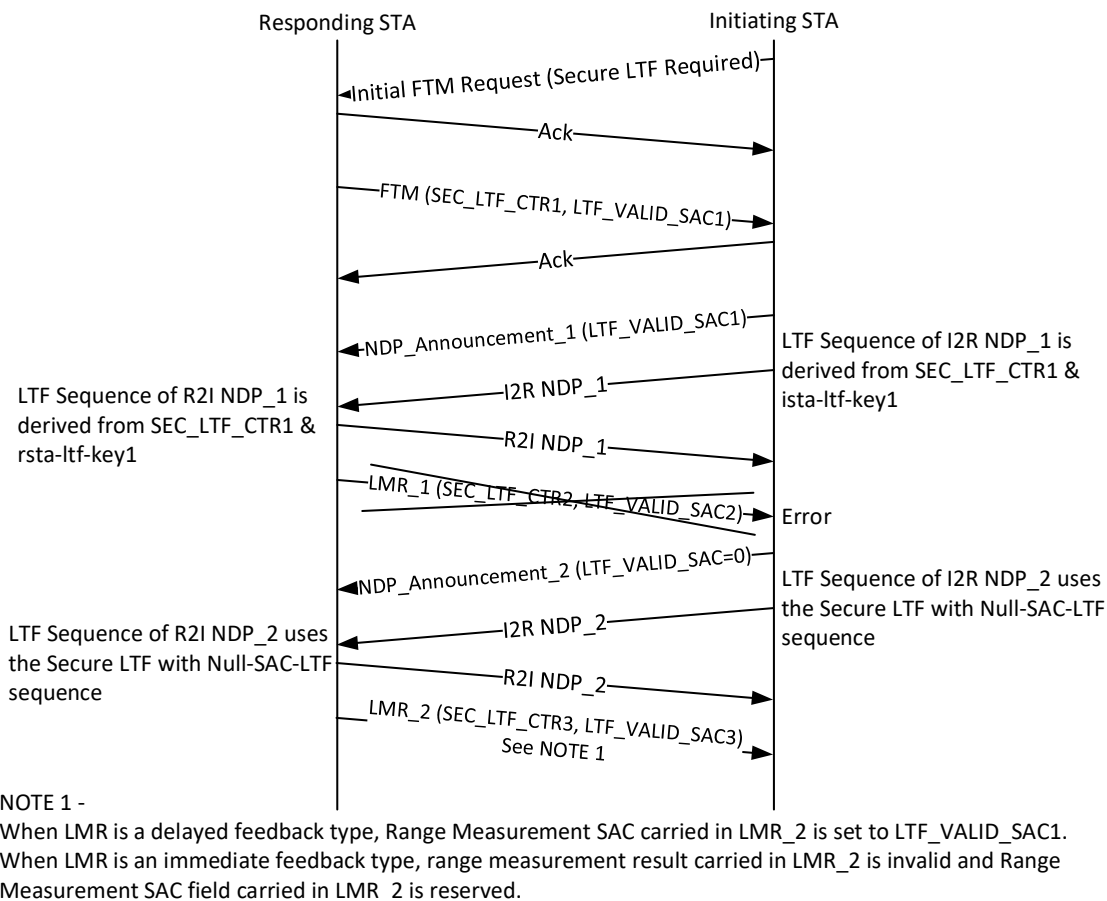 Responding STA
Initiating STA
Initial FTM Request (Secure LTF Required)
Ack
FTM (SEC_LTF_CTR1, LTF_VALID_SAC1)
Ack
NDP_Announcement_1 (LTF_VALID_SAC1)
LTF Sequence of I2R NDP_1 is
derived from SEC_LTF_CTR1 &
ista-ltf-key1
I2R NDP_1
LTF Sequence of R2I NDP_1 is
derived from SEC_LTF_CTR1 &
rsta-ltf-key1
R2I NDP_1
LMR_1 (SEC_LTF_CTR2, LTF_VALID_SAC2)
Error
NDP_Announcement_2 (LTF_VALID_SAC=0)
LTF Sequence of I2R NDP_2 uses
the Secure LTF with Null-SAC-LTF
sequence
I2R NDP_2
LTF Sequence of R2I NDP_2 uses
the Secure LTF with Null-SAC-LTF
sequence
R2I NDP_2
LMR_2 (SEC_LTF_CTR3, LTF_VALID_SAC3)
See NOTE 1
NOTE 1 -
When LMR is a delayed feedback type, Range Measurement SAC carried in LMR_2 is set to LTF_VALID_SAC1.
When LMR is an immediate feedback type, range measurement result carried in LMR_2 is invalid and Range
Measurement SAC field carried in LMR_2 is reserved.